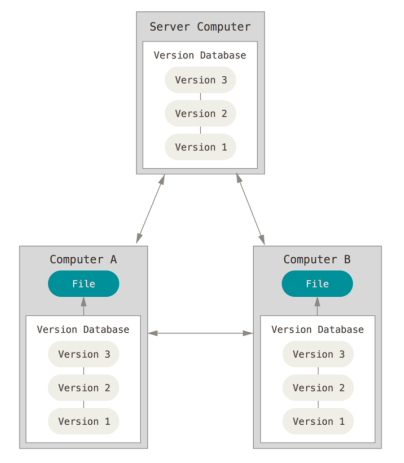 Server Computer
Version Database
Version 3
Version 2
Version 1
Computer A
File
Version Database
Version 3
Version 2
Version 1
Computer B
File
Version Database
Version 3
Version 2
Version 1